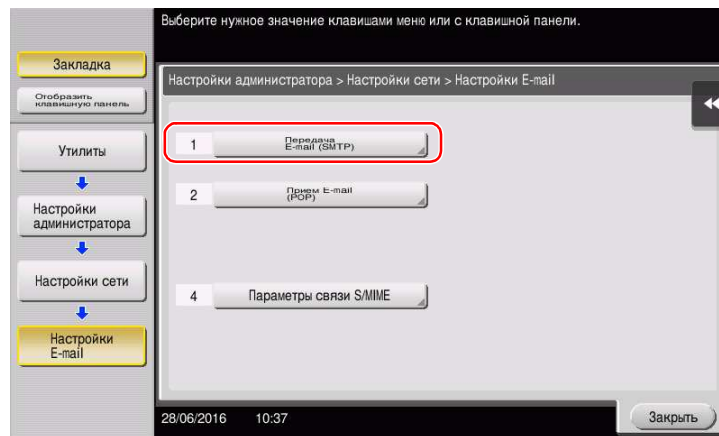 Выберите нужное значение клавишами меню или с клавишной панели.
Закладка
Отобразить
клавишную панель
Утилиты
Настройки
администратора
Настройки сети
Настройки
E-mail
Настройки администратора > Настройки сети > Настройки E-mail
1
Передача
E-mail (SMTP)
2
Прием E-mail
(POP)
4
Параметры связи S/MIME
28/06/2016 10:37
Закрыть